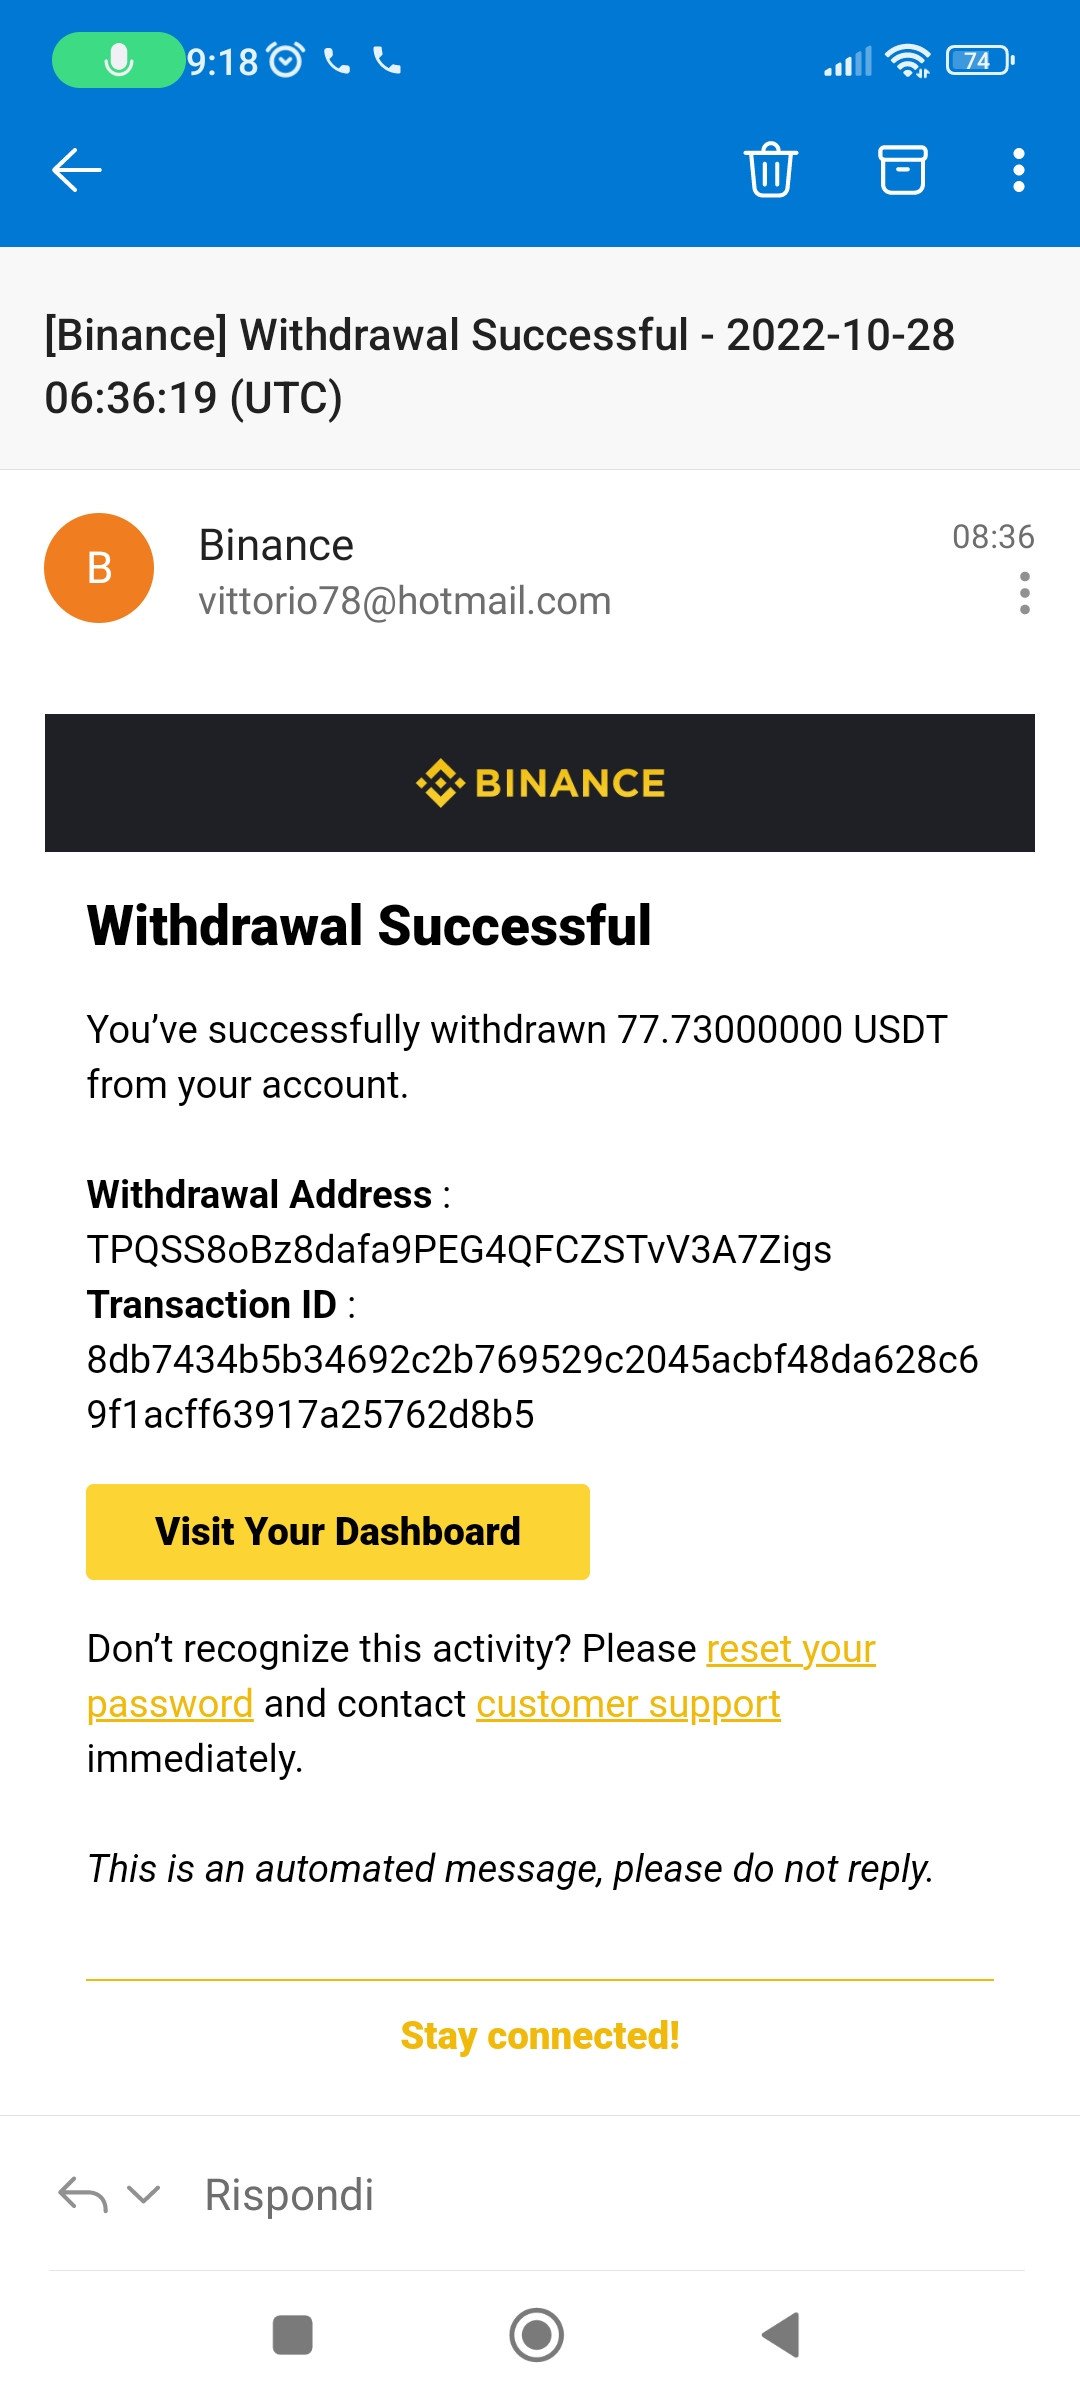 9:18
74
[Binance] Withdrawal Successful - 2022-10-28
06:36:19 (UTC)
B
Binance
08:36
vittorio78@hotmail.com
BINANCE
Withdrawal Successful
You’ve successfully withdrawn 77.73000000 USDT
from your account.
Withdrawal Address :
TPQSS8oBz8dafa9PEG4QFCZSTvV3A7Zigs
Transaction ID :
8db7434b5b34692c2b769529c2045acbf48da628c6
9f1acff63917a25762d8b5
Visit Your Dashboard
Don’t recognize this activity? Please reset your
password and contact customer support
immediately.
This is an automated message, please do not reply.
Stay connected!
Rispondi